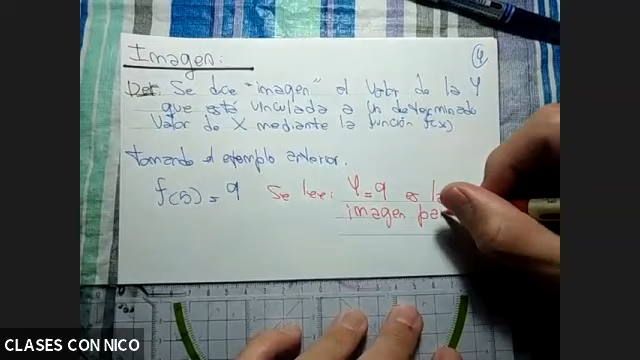 Imagen:
4
Def: Se dice "imagen" al valor de la Y
que está vinculada a un determinado
valor de X mediante la función f(x)
tomando el ejemplo anterior.
f(5) = 9 Se lee: Y = 9 es la
imagen pa
CLASES CON NICO